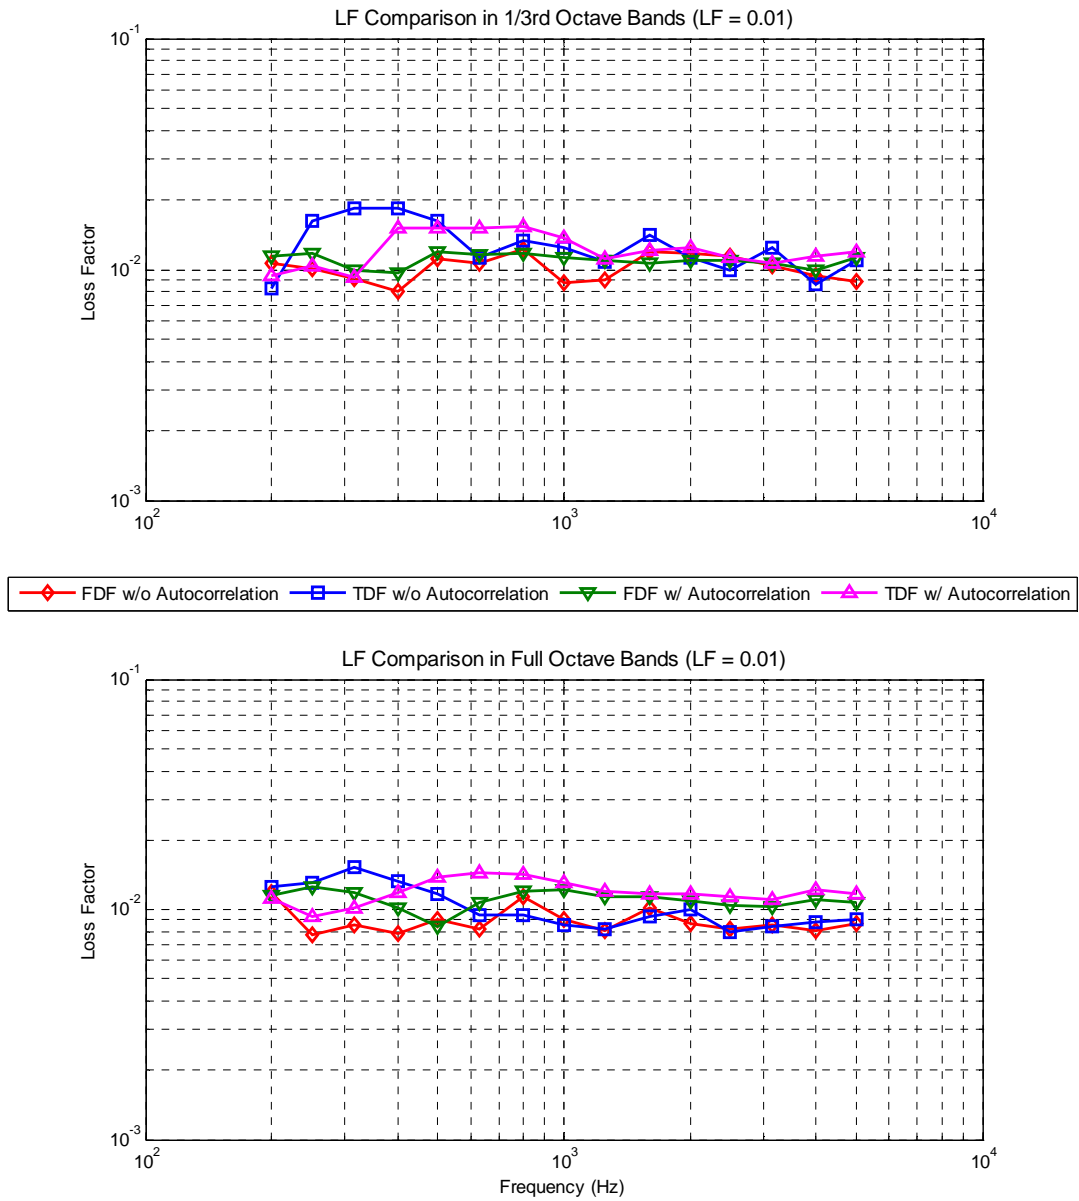 LF Comparison in 1/3rd Octave Bands (LF = 0.01)
10^-1
10^-2
10^-3
Loss Factor
10^2
10^3
10^4
FDF w/o Autocorrelation
TDF w/o Autocorrelation
FDF w/ Autocorrelation
TDF w/ Autocorrelation
LF Comparison in Full Octave Bands (LF = 0.01)
10^-1
10^-2
10^-3
Loss Factor
10^2
10^3
10^4
Frequency (Hz)